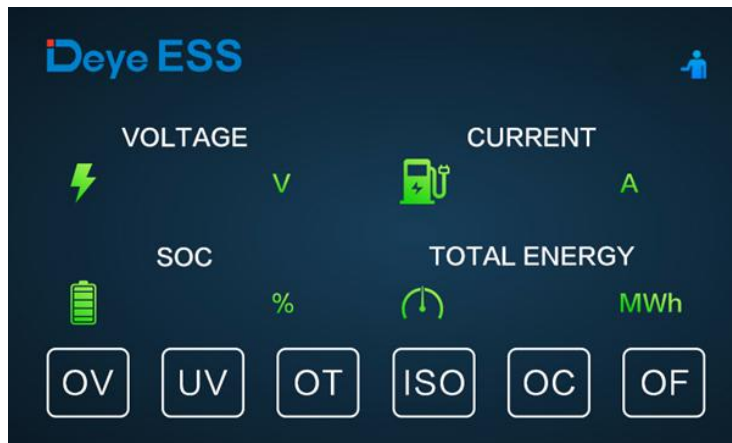 Deye ESS
VOLTAGE CURRENT
V A
SOC TOTAL ENERGY
% MWh
OV UV OT ISO OC OF